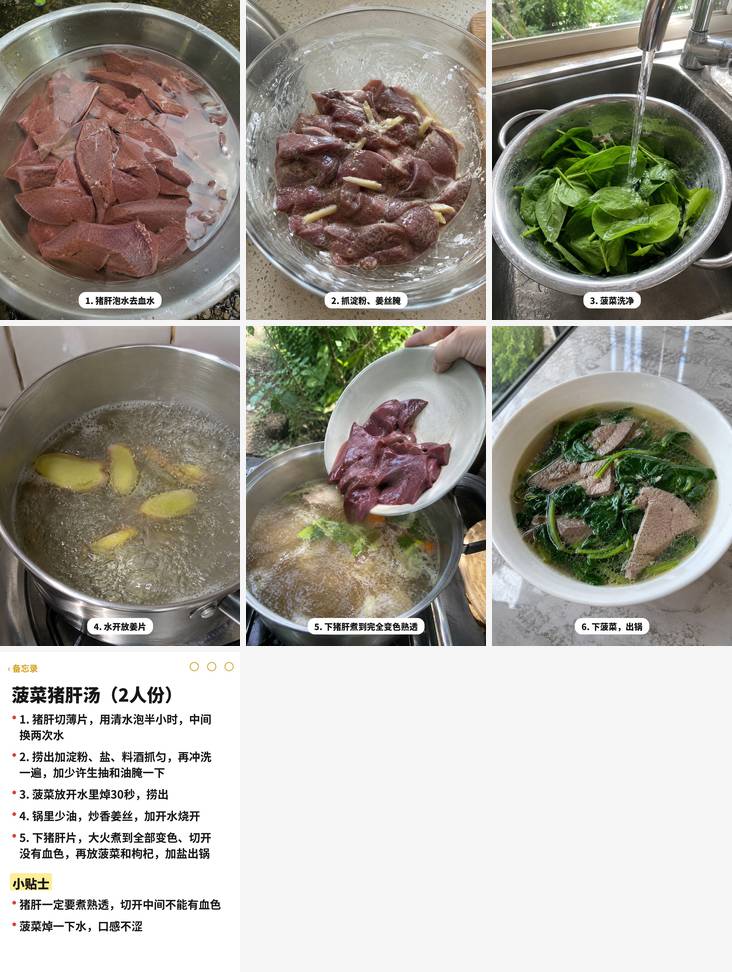 1. 猪肝泡水去血水
2. 抓淀粉、姜丝腌
3. 菠菜洗净
4. 水开放姜片
5. 下猪肝煮到完全变色熟透
6. 下菠菜，出锅
‹ 备忘录
菠菜猪肝汤（2人份）
• 1. 猪肝切薄片，用清水泡半小时，中间
换两次水
• 2. 捞出加淀粉、盐、料酒抓匀，再冲洗
一遍，加少许生抽和油腌一下
• 3. 菠菜放开水里焯30秒，捞出
• 4. 锅里少油，炒香姜丝，加开水烧开
• 5. 下猪肝片，大火煮到全部变色、切开
没有血色，再放菠菜和枸杞，加盐出锅
小贴士
• 猪肝一定要煮熟透，切开中间不能有血色
• 菠菜焯一下水，口感不涩